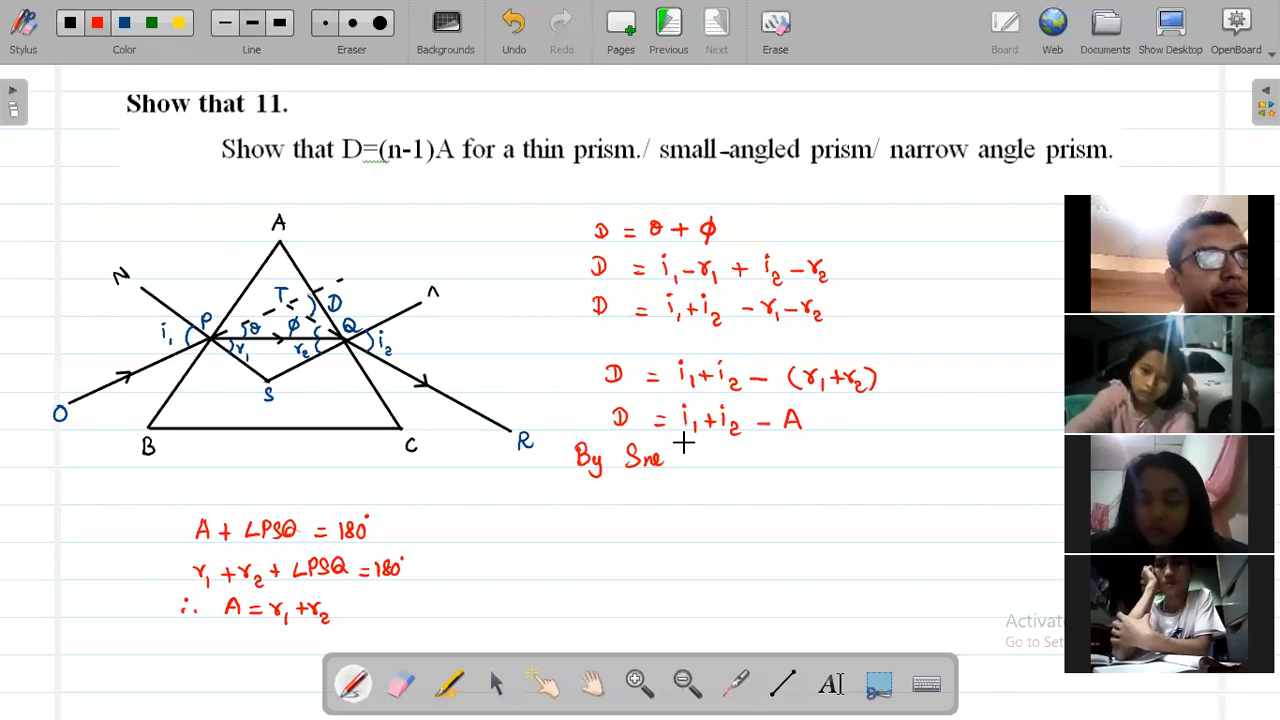 Stylus
Color
Line
Eraser
Backgrounds
Undo
Redo
Pages
Previous
Next
Erase
Board
Web
Documents
Show Desktop
OpenBoard
Show that 11.
Show that D=(n-1)A for a thin prism./ small-angled prism/ narrow angle prism.
A
N
T
D
P
θ
ϕ
Q
i₁
r₁
r₂
i₂
S
O
B
C
R
D = θ + ϕ
D = i₁-r₁ + i₂-r₂
D = i₁+i₂ -r₁-r₂
D = i₁+i₂ - (r₁+r₂)
D = i₁+i₂ - A
By Sne
A + ∠PSQ = 180°
r₁ + r₂ + ∠PSQ = 180°
∴ A = r₁+r₂
Activate
Go to Set